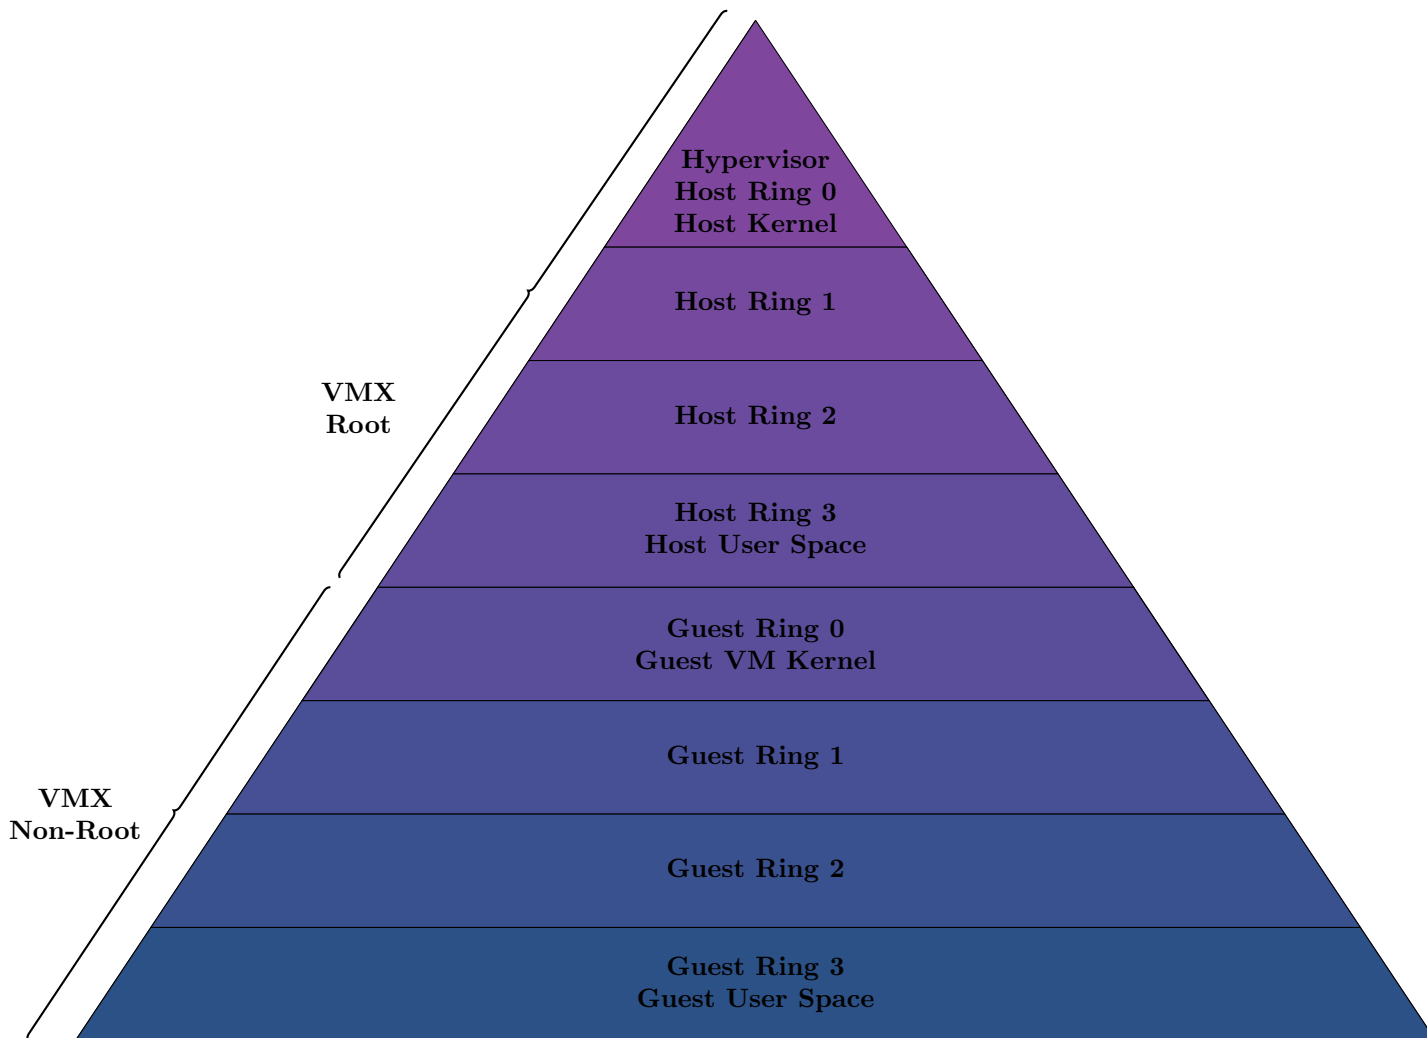 Hypervisor
Host Ring 0
Host Kernel
Host Ring 1
VMX
Root
Host Ring 2
Host Ring 3
Host User Space
Guest Ring 0
Guest VM Kernel
Guest Ring 1
VMX
Non-Root
Guest Ring 2
Guest Ring 3
Guest User Space